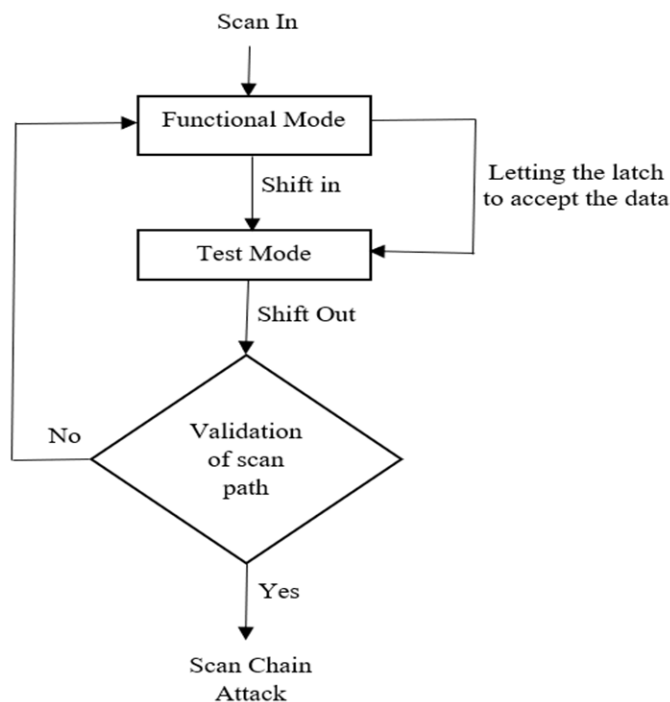 Scan In
Functional Mode
Shift in
Letting the latch
to accept the data
Test Mode
Shift Out
No
Validation
of scan
path
Yes
Scan Chain
Attack